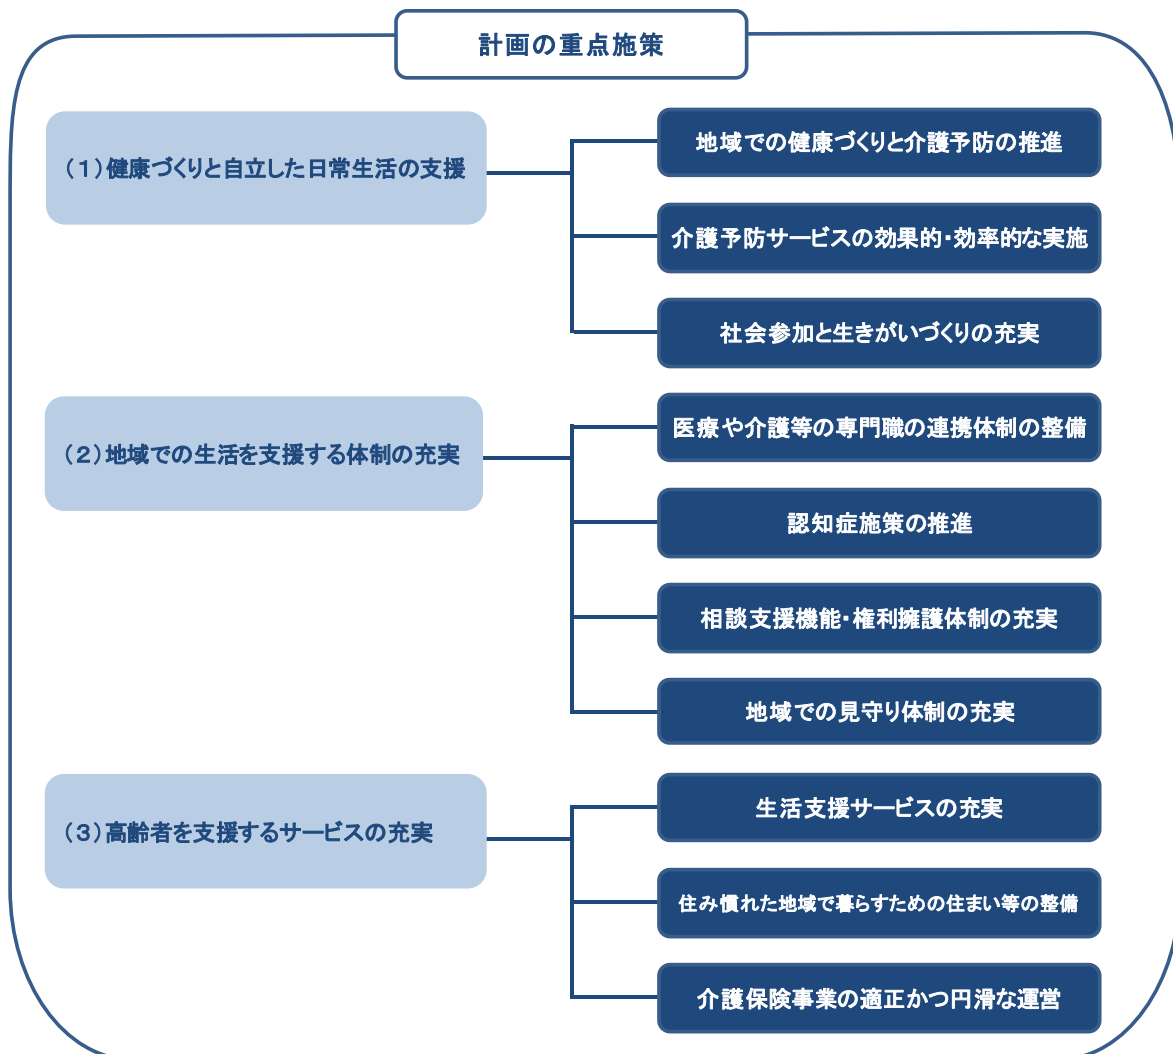 計画の重点施策
（１）健康づくりと自立した日常生活の支援
地域での健康づくりと介護予防の推進
介護予防サービスの効果的・効率的な実施
社会参加と生きがいづくりの充実
（２）地域での生活を支援する体制の充実
医療や介護等の専門職の連携体制の整備
認知症施策の推進
相談支援機能・権利擁護体制の充実
地域での見守り体制の充実
（３）高齢者を支援するサービスの充実
生活支援サービスの充実
住み慣れた地域で暮らすための住まい等の整備
介護保険事業の適正かつ円滑な運営